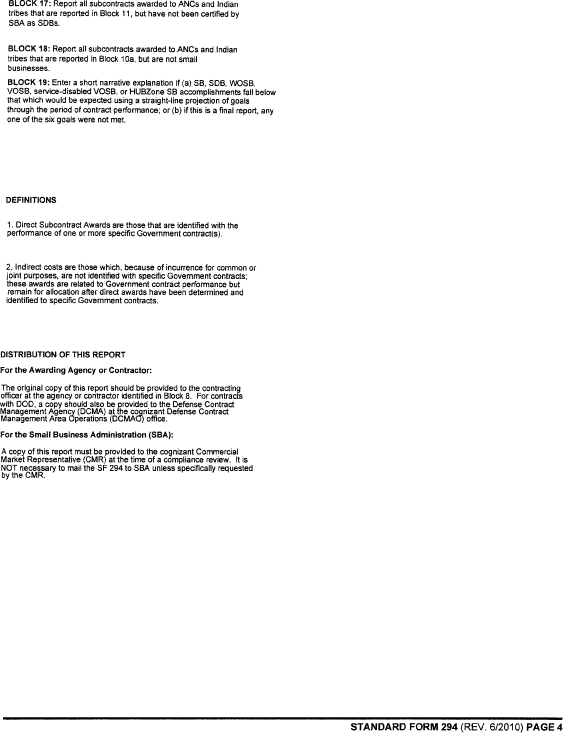 BLOCK 17: Report all subcontracts awarded to ANCs and Indian
tribes that are reported in Block 11, but have not been certified by
SBA as SDBs.
BLOCK 18: Report all subcontracts awarded to ANCs and Indian
tribes that are reported in Block 10a, but are not small
businesses.
BLOCK 19: Enter a short narrative explanation if (a) SB, SDB, WOSB,
VOSB, service-disabled VOSB, or HUBZone SB accomplishments fall below
that which would be expected using a straight-line projection of goals
through the period of contract performance; or (b) if this is a final report, any
one of the six goals were not met.
DEFINITIONS
1. Direct Subcontract Awards are those that are identified with the
performance of one or more specific Government contract(s).
2. Indirect costs are those which, because of incurrence for common or
joint purposes, are not identified with specific Government contracts;
these awards are related to Government contract performance but
remain for allocation after direct awards have been determined and
identified to specific Government contracts.
DISTRIBUTION OF THIS REPORT
For the Awarding Agency or Contractor:
The original copy of this report should be provided to the contracting
officer at the agency or contractor identified in Block 8. For contracts
with DOD, a copy should also be provided to the Defense Contract
Management Agency (DCMA) at the cognizant Defense Contract
Management Area Operations (DCMAO) office.
For the Small Business Administration (SBA):
A copy of this report must be provided to the cognizant Commercial
Market Representative (CMR) at the time of a compliance review. It is
NOT necessary to mail the SF 294 to SBA unless specifically requested
by the CMR.
STANDARD FORM 294 (REV. 6/2010) PAGE 4